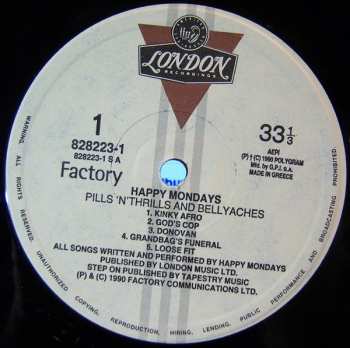 LONDON
RECORDINGS
1
828223-1
828223-1 S A
Factory
33 1/3
AEPI
(P) † (C) 1990 POLYGRAM
Mfd. by G.P.I. s.a.
MADE IN GREECE
HAPPY MONDAYS
PILLS 'N' THRILLS AND BELLYACHES
1. KINKY AFRO
2. GOD'S COP
3. DONOVAN
4. GRANDBAG'S FUNERAL
5. LOOSE FIT
ALL SONGS WRITTEN AND PERFORMED BY HAPPY MONDAYS
PUBLISHED BY LONDON MUSIC LTD.
STEP ON PUBLISHED BY TAPESTRY MUSIC
(P) & (C) 1990 FACTORY COMMUNICATIONS LTD.
WARNING, ALL RIGHTS RESERVED. UNAUTHORIZED COPYING, REPRODUCTION, HIRING, LENDING, PUBLIC PERFORMANCE AND BROADCASTING PROHIBITED